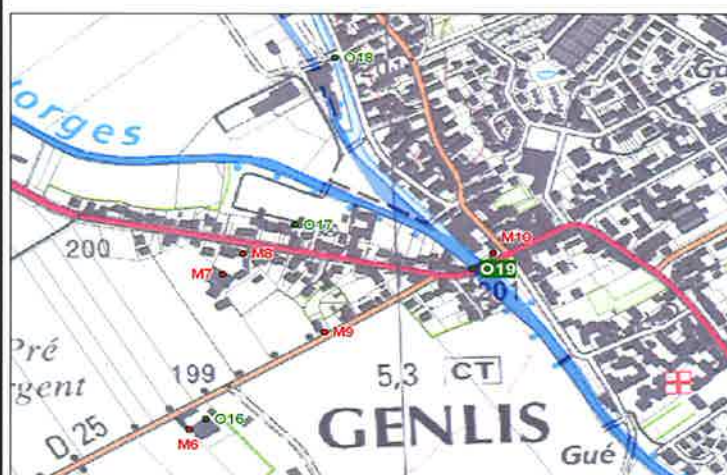 O18
orges
O17
M10
200
M8
O19
201
M7
M9
Pré
199
5,3
CT
rgent
O16
GENLIS
M6
D 25
Gué